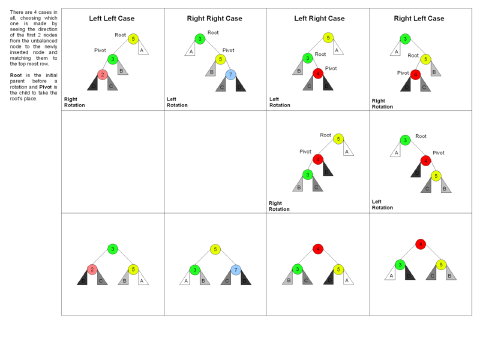 There are 4 cases in
all, choosing which
one is made by
seeing the direction
of the first 2 nodes
from the unbalanced
node to the newly
inserted node and
matching them to
the top most row.
Root is the initial
parent before a
rotation and Pivot is
the child to take the
root's place.
Left Left Case
Right Right Case
Left Right Case
Right Left Case
Root
5
A
Pivot
3
B
2
C
Right
Rotation
Root
3
A
Pivot
5
B
7
C
Left
Rotation
Root
5
A
3
Root
B
Pivot
4
C
Left
Rotation
3
Root
A
5
Pivot
4
B
C
Right
Rotation
Root
5
Pivot
4
A
3
B
C
Right
Rotation
Root
3
A
Pivot
4
5
B
C
Left
Rotation
3
2
5
C
B
A
5
3
7
A
B
C
4
3
5
B
C
A
4
3
5
A
B
C